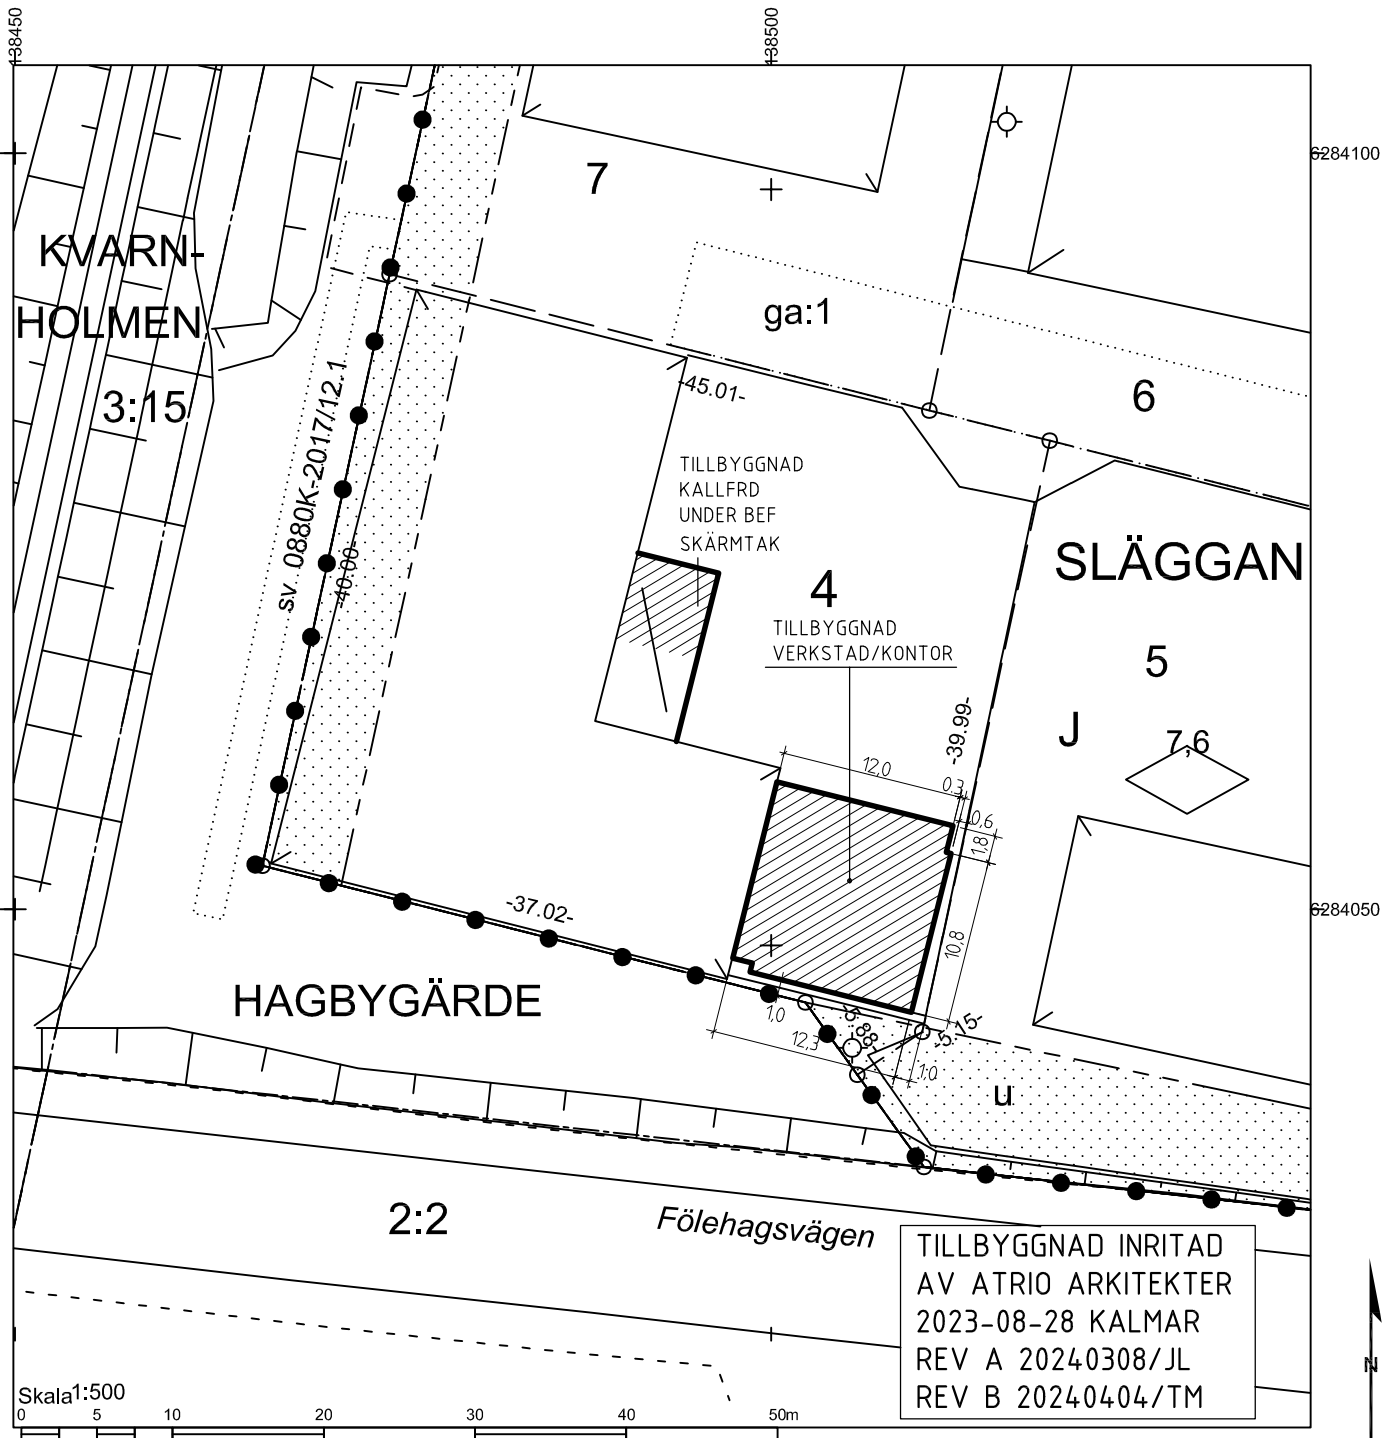 138450
138500
6284100
7
KVARN-
HOLMEN
ga:1
3:15
-45.01-
6
sv 0880K-2017/12.1
-40.00-
TILLBYGGNAD
KALLFRD
UNDER BEF
SKÄRMTAK
SLÄGGAN
4
TILLBYGGNAD
VERKSTAD/KONTOR
5
-39.99-
J
7,6
12,0
0.3
0,6
1,8
-37.02-
6284050
10,8
HAGBYGÄRDE
1,0
12,3
-5.88-
-5.15-
1,0
u
2:2
Fölehagsvägen
TILLBYGGNAD INRITAD
AV ATRIO ARKITEKTER
2023-08-28 KALMAR
REV A 20240308/JL
REV B 20240404/TM
N
Skala 1:500
0 5 10 20 30 40 50m